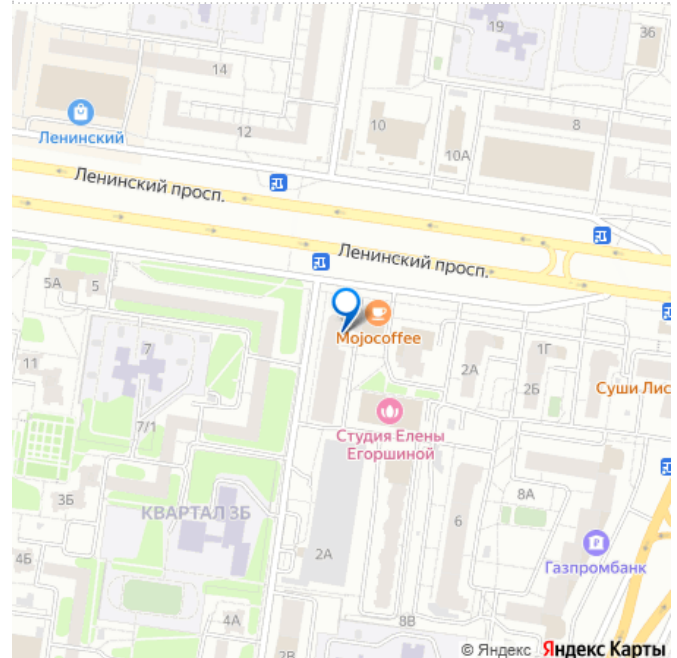 19
36
14
12
10
10А
8
Ленинский
Ленинский просп.
Ленинский просп.
5А
5
7
11
7/1
Mojocoffee
2А
1Г
2Б
Суши Лис
Студия Елены
Егоршиной
3Б
КВАРТАЛ 3Б
8А
6
4Б
2А
Газпромбанк
4А
8В
2В
© Яндекс Яндекс Карты